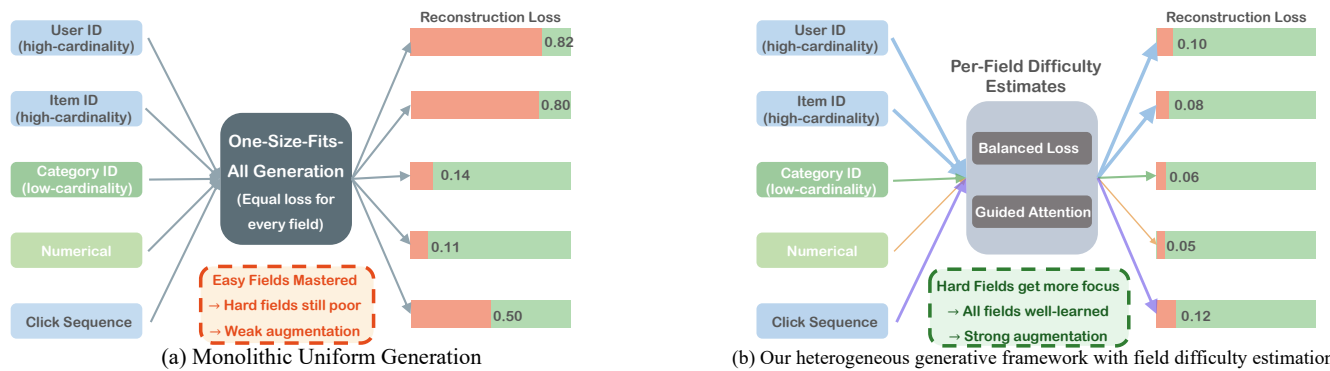 User ID
(high-cardinality)
Item ID
(high-cardinality)
Category ID
(low-cardinality)
Numerical
Click Sequence
One-Size-Fits-
All Generation
(Equal loss for
every field)
Easy Fields Mastered
→ Hard fields still poor
→ Weak augmentation
Reconstruction Loss
0.82
0.80
0.14
0.11
0.50
(a) Monolithic Uniform Generation
User ID
(high-cardinality)
Item ID
(high-cardinality)
Category ID
(low-cardinality)
Numerical
Click Sequence
Per-Field Difficulty
Estimates
Balanced Loss
Guided Attention
Hard Fields get more focus
→ All fields well-learned
→ Strong augmentation
Reconstruction Loss
0.10
0.08
0.06
0.05
0.12
(b) Our heterogeneous generative framework with field difficulty estimation